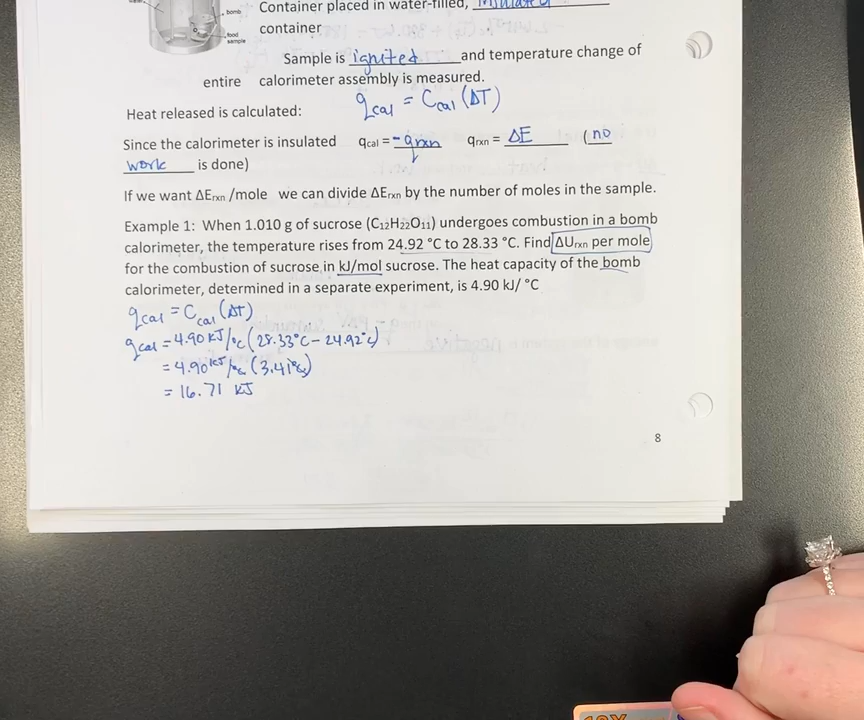 Container placed in water-filled, insulated
bomb
food
sample
container
Sample is ignited and temperature change of
entire calorimeter assembly is measured.
Heat released is calculated: qcal = Ccal (ΔT)
Since the calorimeter is insulated qcal = -qrxn qrxn = ΔE (no
work is done)
If we want ΔErxn /mole we can divide ΔErxn by the number of moles in the sample.
Example 1: When 1.010 g of sucrose (C12H22O11) undergoes combustion in a bomb
calorimeter, the temperature rises from 24.92 °C to 28.33 °C. Find ΔUrxn per mole
for the combustion of sucrose in kJ/mol sucrose. The heat capacity of the bomb
calorimeter, determined in a separate experiment, is 4.90 kJ/ °C
qcal = Ccal (ΔT)
qcal = 4.90 kJ/°C (28.33°C - 24.92°C)
= 4.90 kJ/°C (3.41°C)
= 16.71 kJ
8